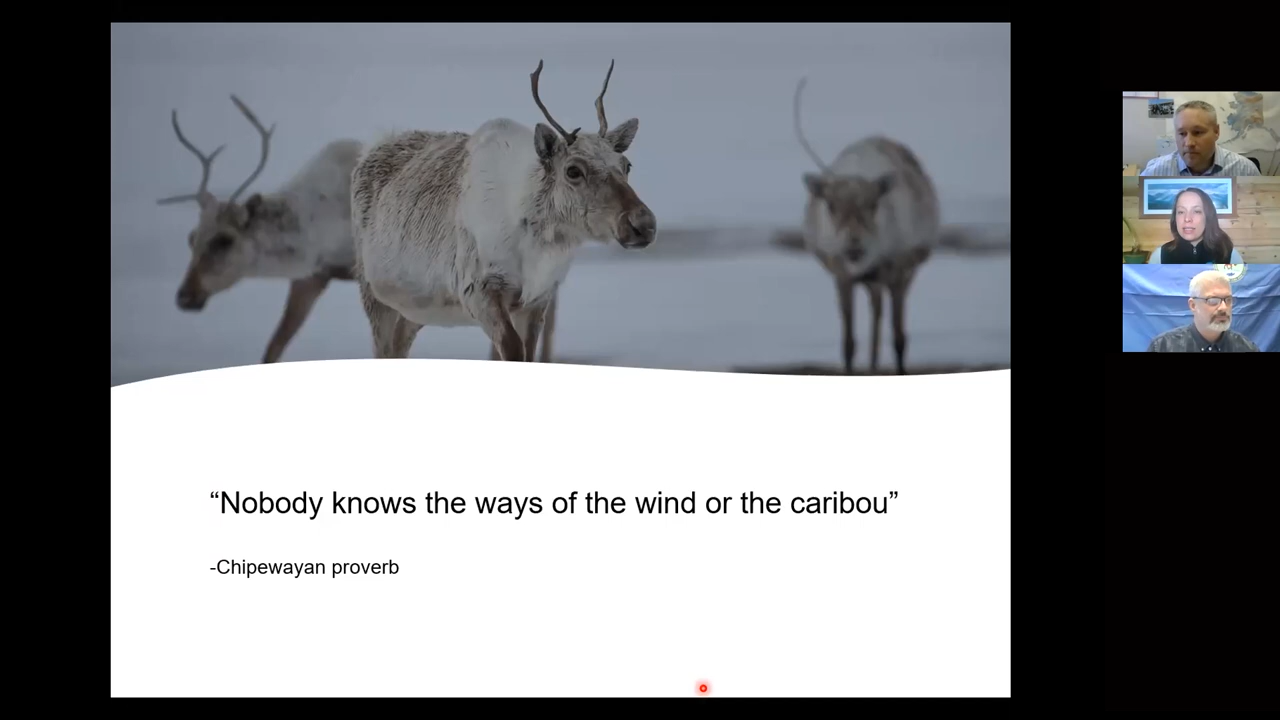 “Nobody knows the ways of the wind or the caribou”
-Chipewayan proverb